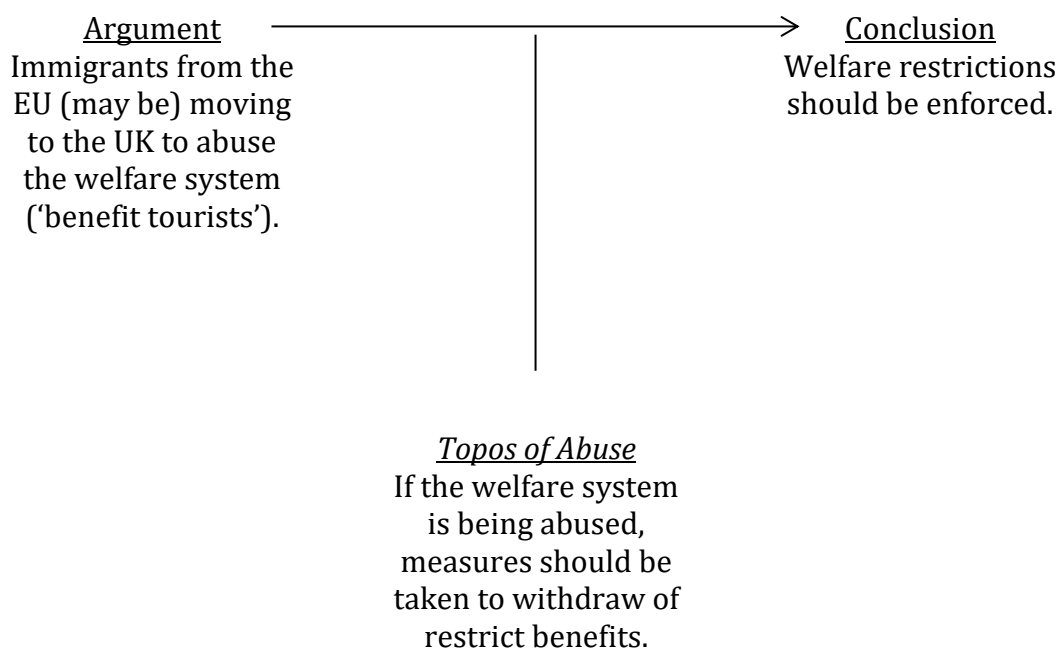 Argument
Immigrants from the
EU (may be) moving
to the UK to abuse
the welfare system
(‘benefit tourists’).
Conclusion
Welfare restrictions
should be enforced.
Topos of Abuse
If the welfare system
is being abused,
measures should be
taken to withdraw of
restrict benefits.